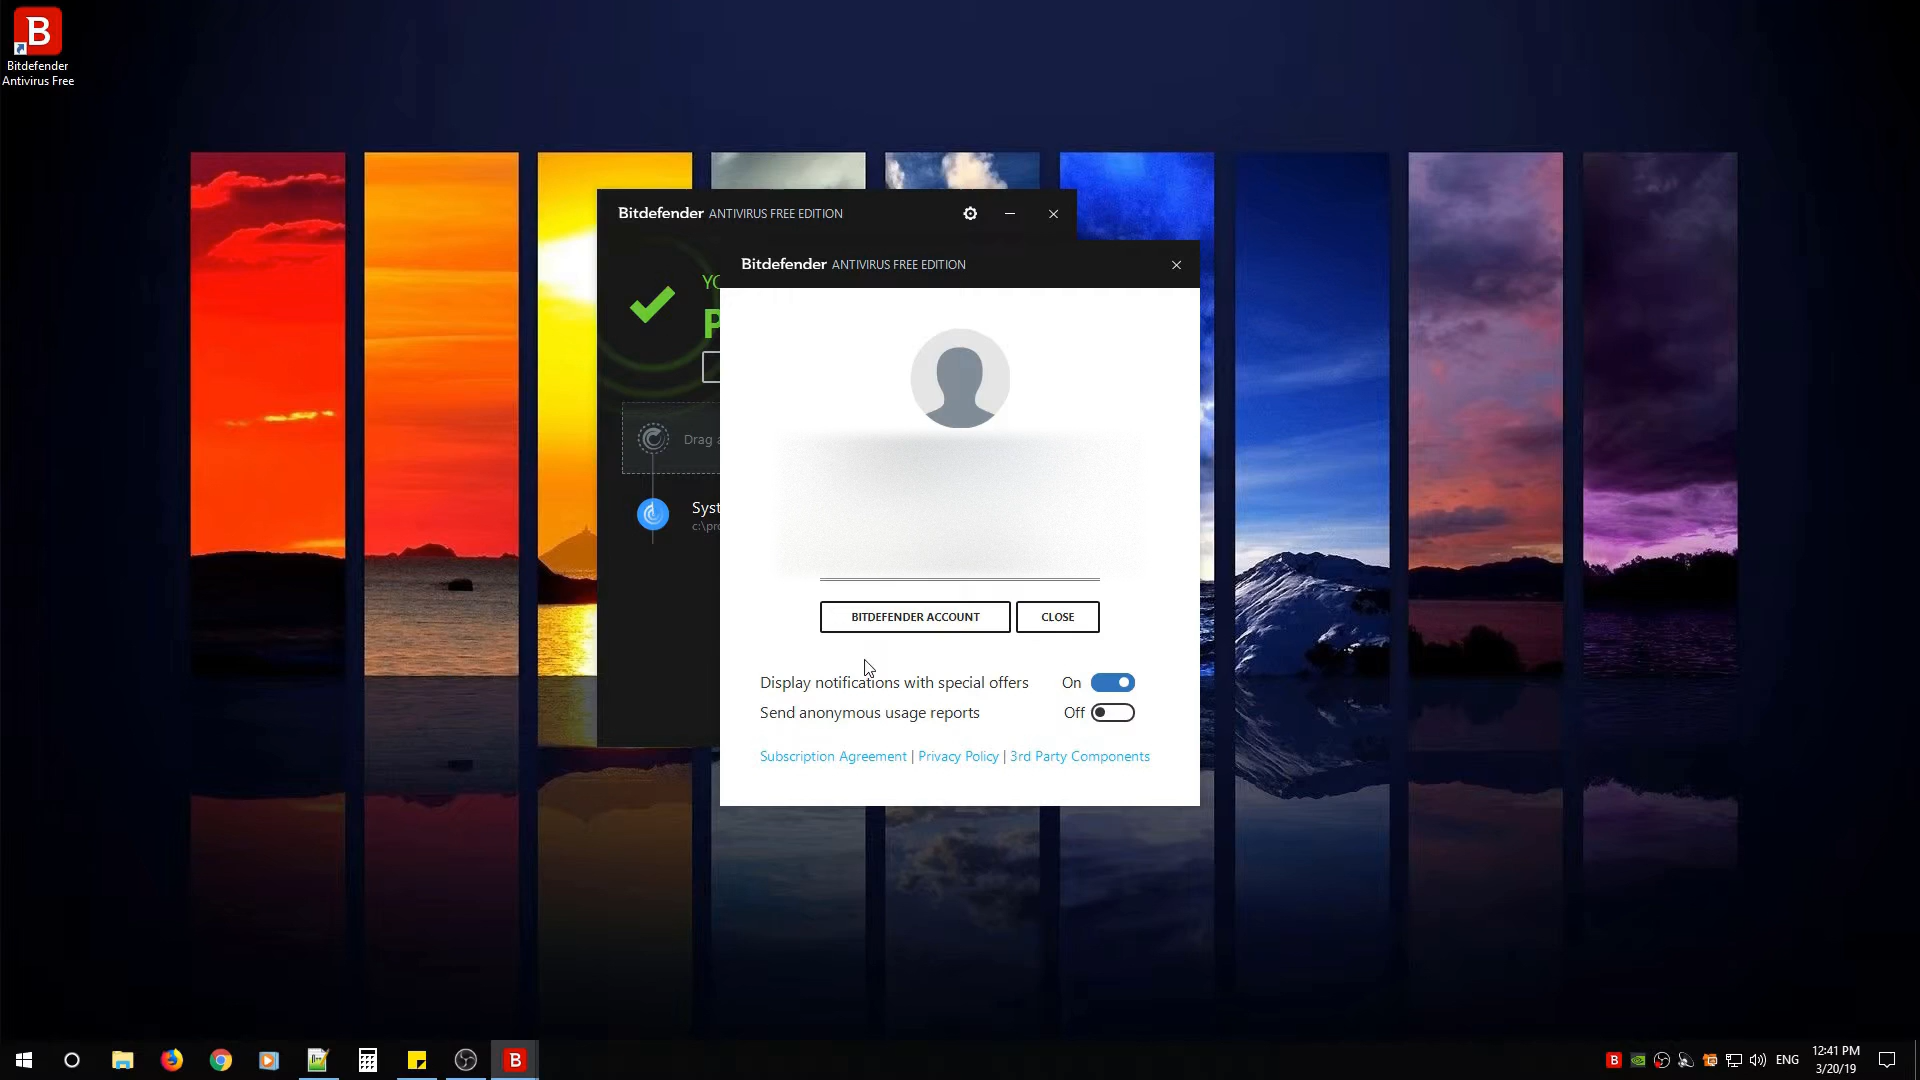 Bitdefender
Antivirus Free
Bitdefender ANTIVIRUS FREE EDITION
Bitdefender ANTIVIRUS FREE EDITION
Drag
BITDEFENDER ACCOUNT
CLOSE
Display notifications with special offers On
Send anonymous usage reports Off
Subscription Agreement | Privacy Policy | 3rd Party Components
ENG
12:41 PM
3/20/19